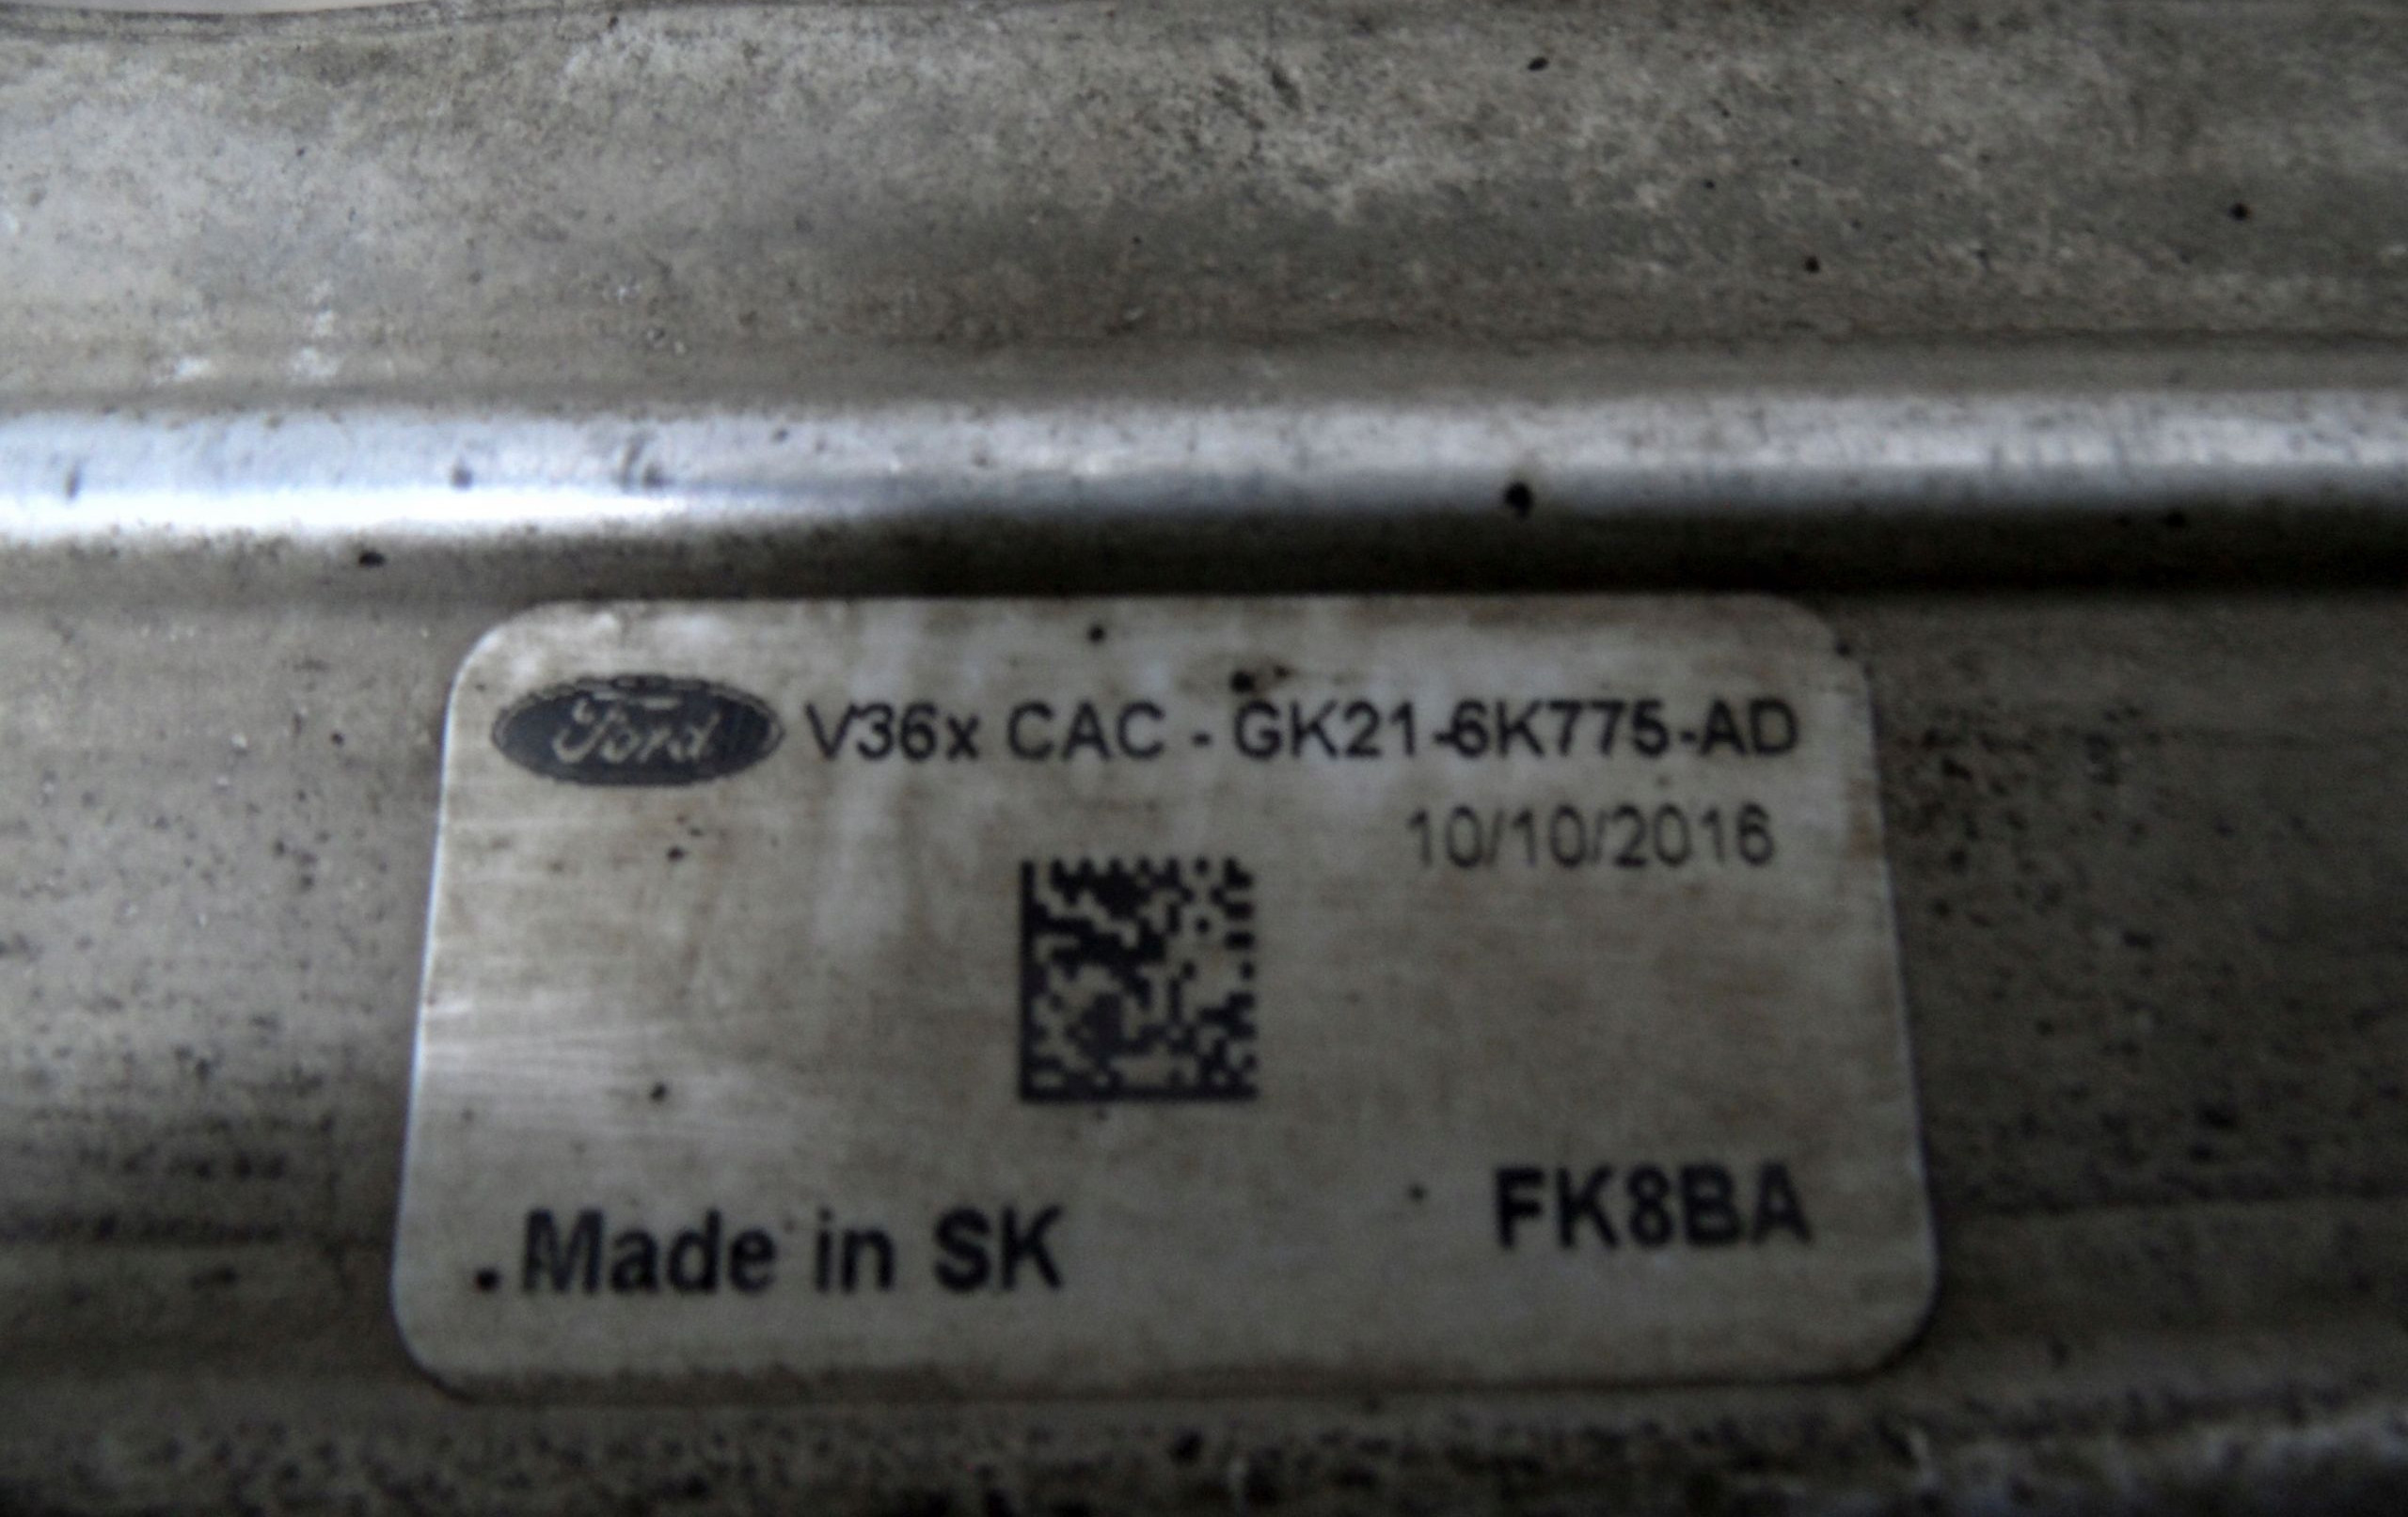 Ford V36x CAC - GK21-6K775-AD
10/10/2016
Made in SK
FK8BA